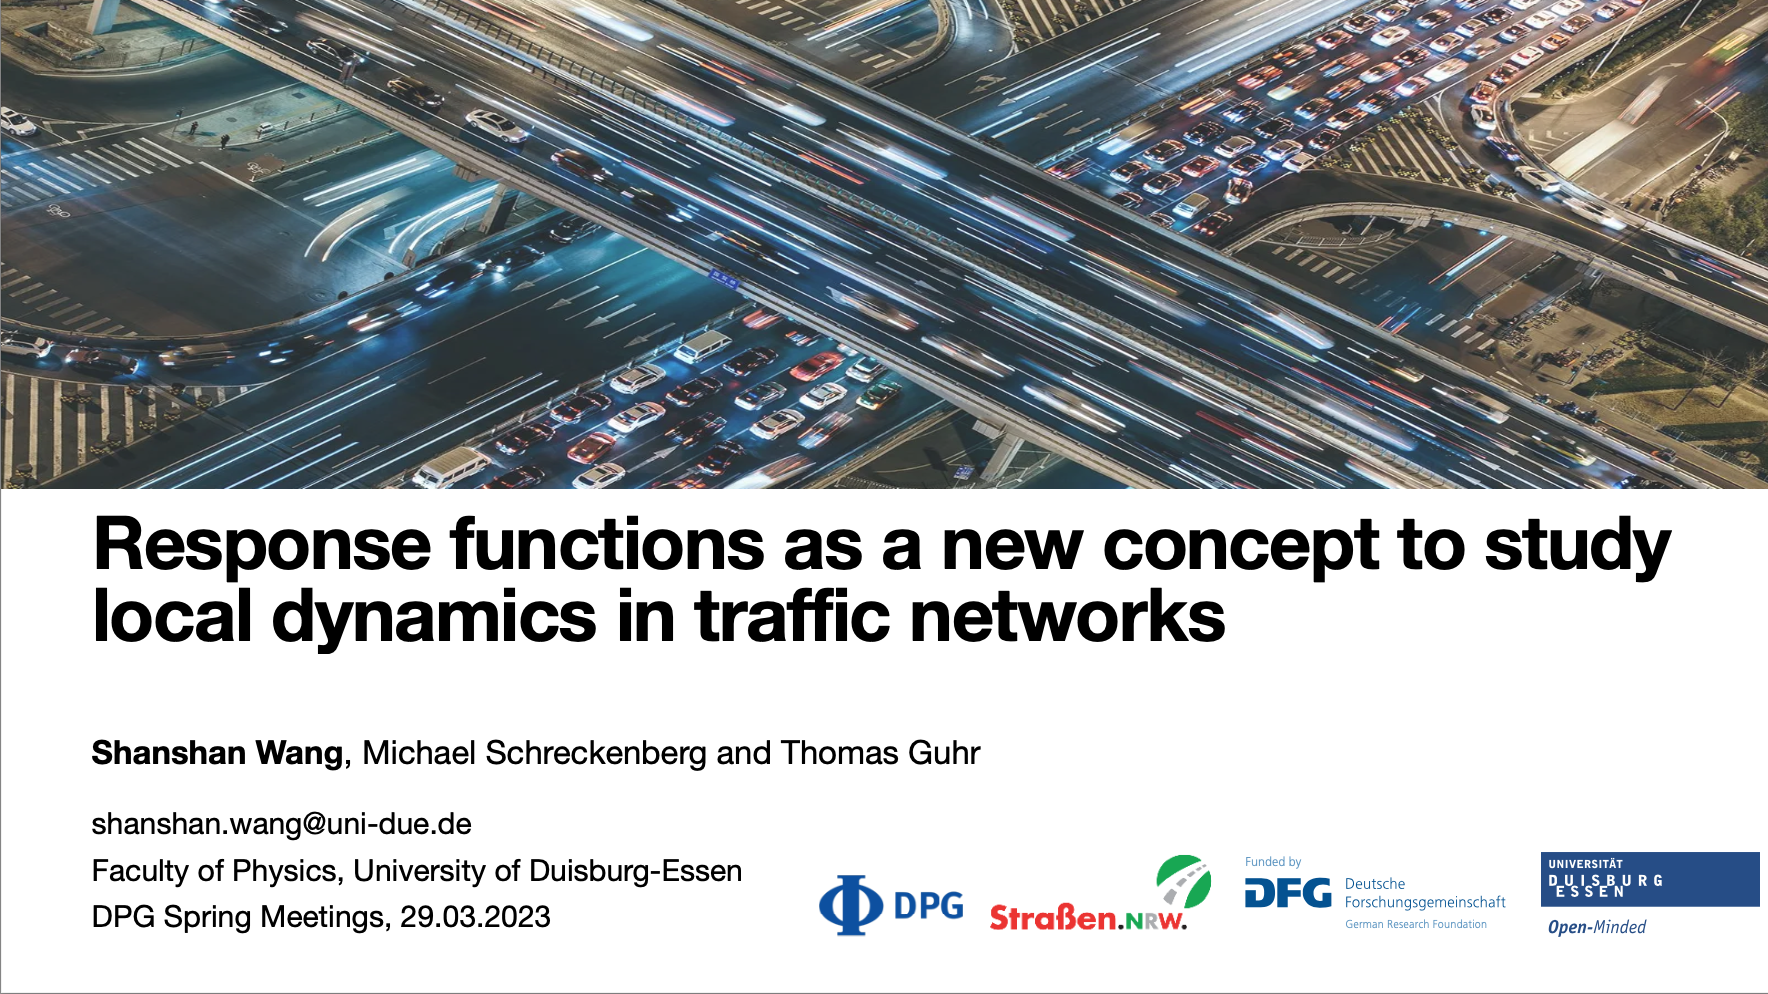 Response functions as a new concept to study
local dynamics in traffic networks
Shanshan Wang, Michael Schreckenberg and Thomas Guhr
shanshan.wang@uni-due.de
Faculty of Physics, University of Duisburg-Essen
DPG Spring Meetings, 29.03.2023
DPG
Straßen.NRW.
Funded by
DFG Deutsche
Forschungsgemeinschaft
German Research Foundation
UNIVERSITÄT
DUISBURG
ESSEN
Open-Minded